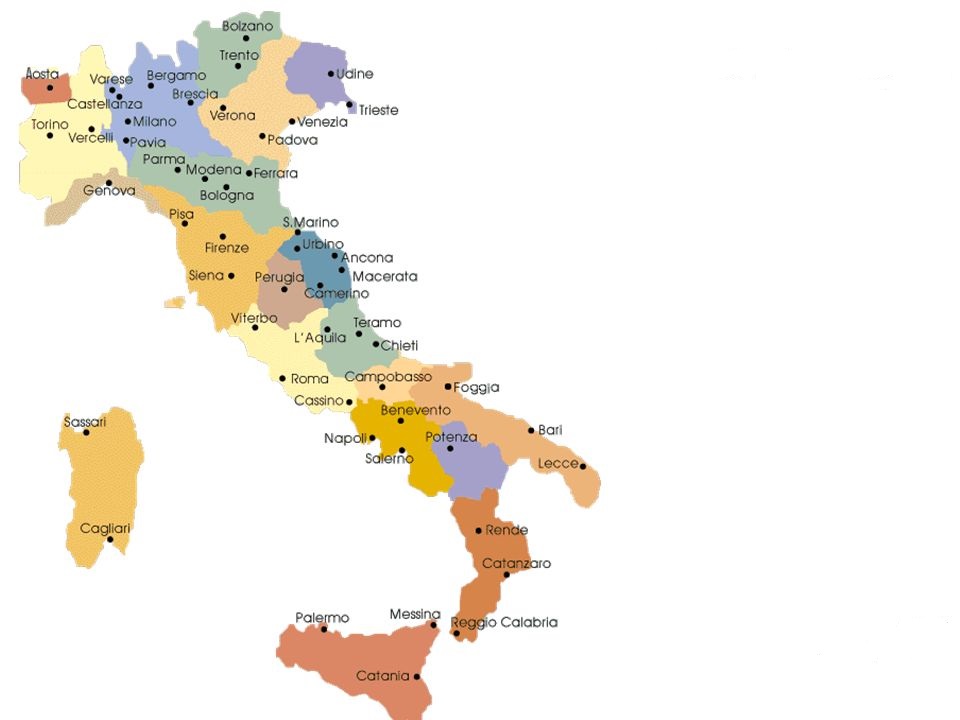 Bolzano
Trento
Udine
Aosta
Varese
Bergamo
Brescia
Castellanza
Trieste
Verona
Venezia
Torino
Milano
Vercelli
Padova
Pavia
Parma
Modena
Ferrara
Genova
Bologna
Pisa
S.Marino
Urbino
Firenze
Ancona
Siena
Perugia
Macerata
Camerino
Viterbo
Teramo
L'Aquila
Chieti
Roma
Campobasso
Foggia
Cassino
Benevento
Sassari
Bari
Napoli
Potenza
Salerno
Lecce
Cagliari
Rende
Catanzaro
Messina
Palermo
Reggio Calabria
Catania